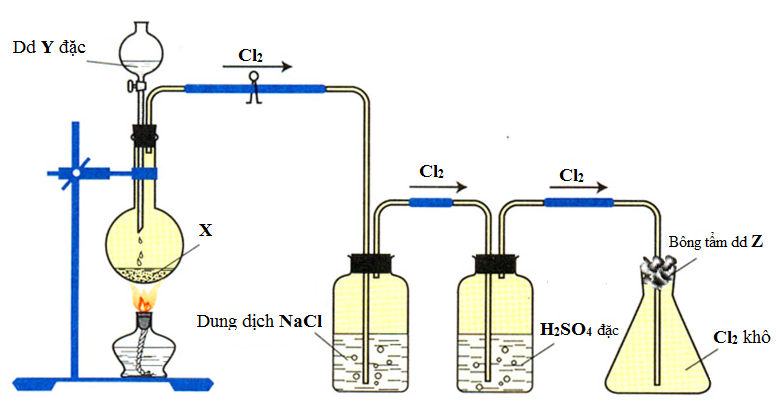 Dd Y đặc
Cl2
X
Dung dịch NaCl
Cl2
H2SO4 đặc
Cl2
Bông tẩm dd Z
Cl2 khô